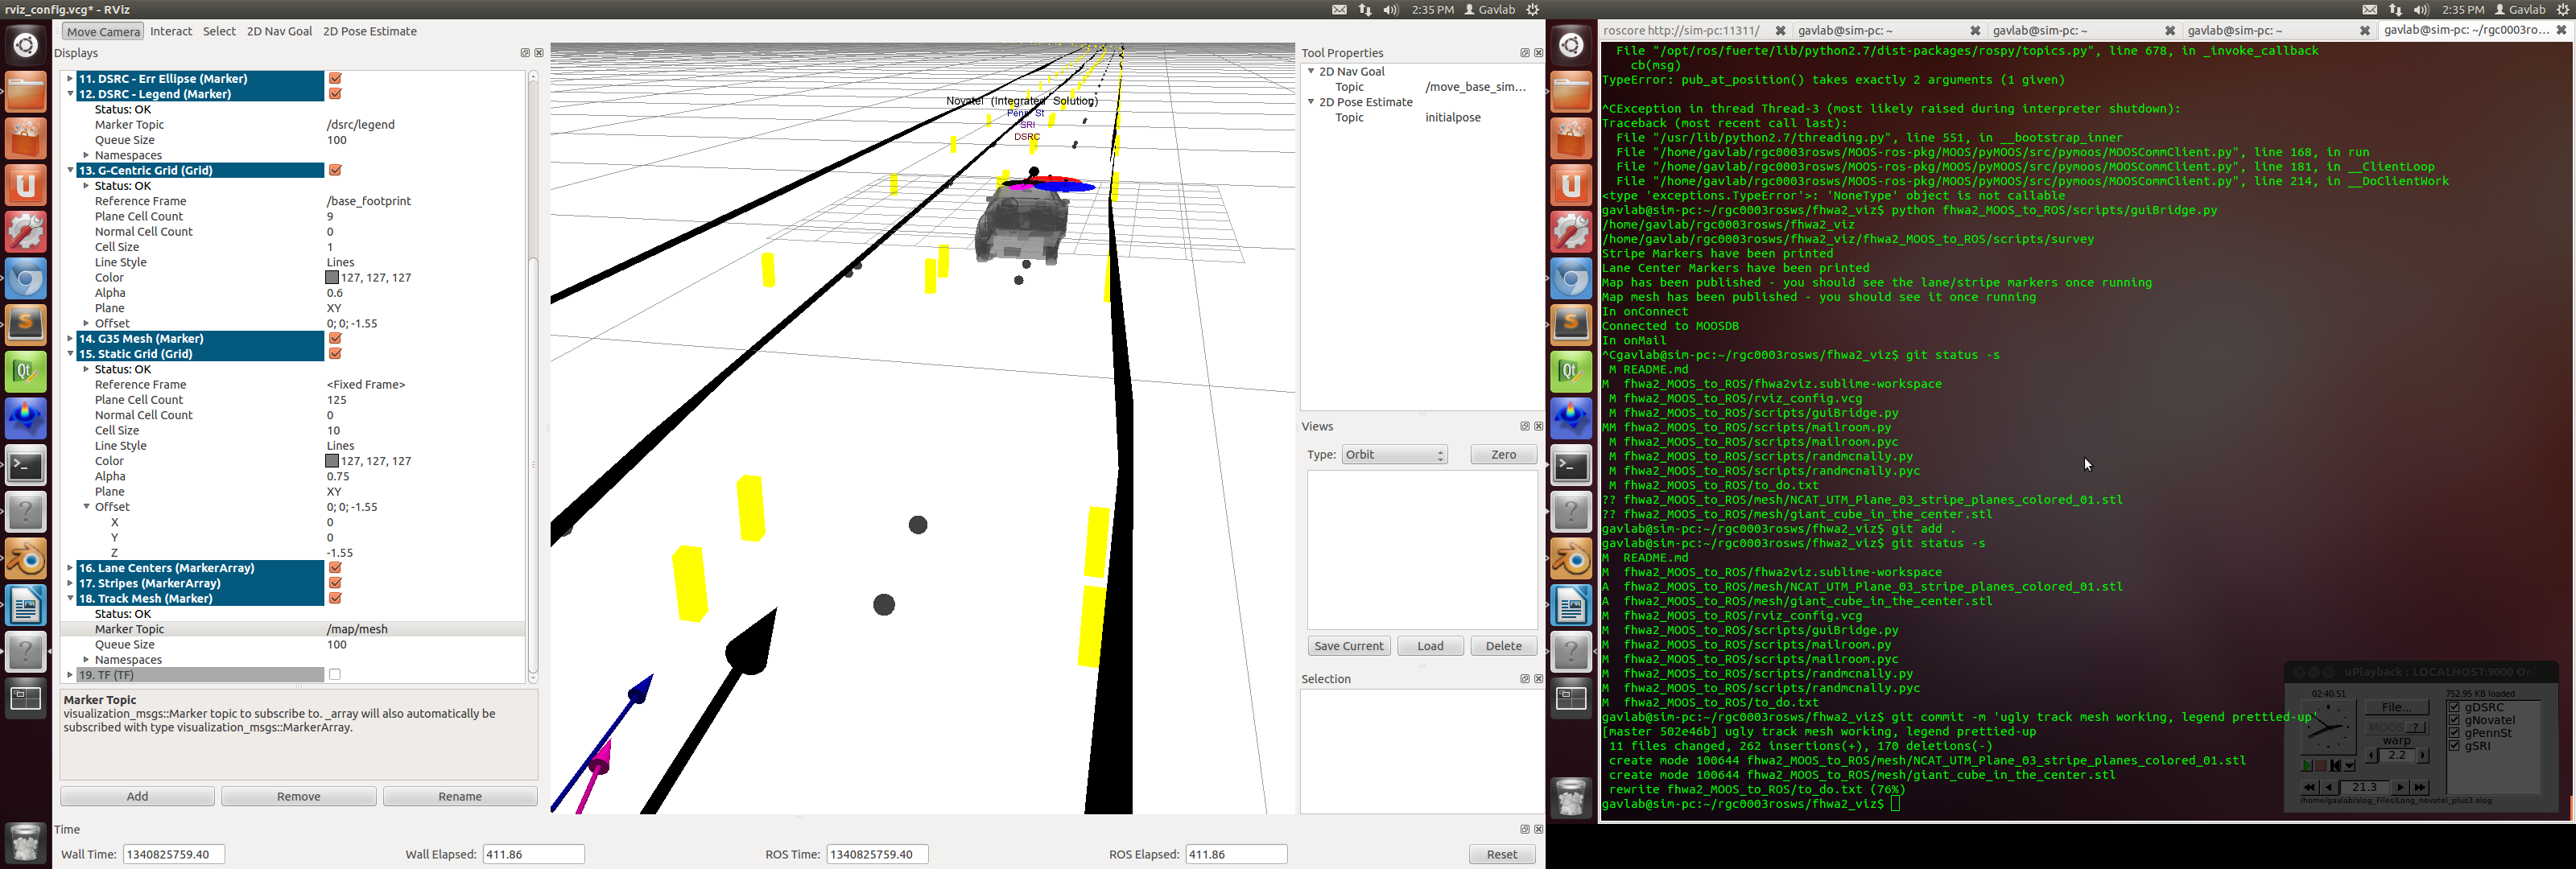 rviz_config.vcg* - RViz
2:35 PM Gavlab
Move Camera Interact Select 2D Nav Goal 2D Pose Estimate
Displays
11. DSRC - Err Ellipse (Marker)
12. DSRC - Legend (Marker)
Status: OK
Marker Topic /dsrc/legend
Queue Size 100
Namespaces
13. G-Centric Grid (Grid)
Status: OK
Reference Frame /base_footprint
Plane Cell Count 9
Normal Cell Count 0
Cell Size 1
Line Style Lines
Color 127, 127, 127
Alpha 0.6
Plane XY
Offset 0; 0; -1.55
14. G35 Mesh (Marker)
15. Static Grid (Grid)
Status: OK
Reference Frame <Fixed Frame>
Plane Cell Count 125
Normal Cell Count 0
Cell Size 10
Line Style Lines
Color 127, 127, 127
Alpha 0.75
Plane XY
Offset 0; 0; -1.55
X 0
Y 0
Z -1.55
16. Lane Centers (MarkerArray)
17. Stripes (MarkerArray)
18. Track Mesh (Marker)
Status: OK
Marker Topic /map/mesh
Queue Size 100
Namespaces
19. TF (TF)
Marker Topic
visualization_msgs::Marker topic to subscribe to. _array will also automatically be
subscribed with type visualization_msgs::MarkerArray.
Add Remove Rename
Novatel (Integrated Solution)
Penn St
SRI
DSRC
Tool Properties
2D Nav Goal
Topic /move_base_sim...
2D Pose Estimate
Topic initialpose
Views
Type: Orbit Zero
Save Current Load Delete
Selection
Time
Wall Time: 1340825759.40 Wall Elapsed: 411.86 ROS Time: 1340825759.40 ROS Elapsed: 411.86 Reset
2:35 PM Gavlab
roscore http://sim-pc:11311/ gavlab@sim-pc: ~ gavlab@sim-pc: ~ gavlab@sim-pc: ~ gavlab@sim-pc: ~/rgc0003ro...
File "/opt/ros/fuerte/lib/python2.7/dist-packages/rospy/topics.py", line 678, in _invoke_callback
cb(msg)
TypeError: pub_at_position() takes exactly 2 arguments (1 given)
^CException in thread Thread-3 (most likely raised during interpreter shutdown):
Traceback (most recent call last):
File "/usr/lib/python2.7/threading.py", line 551, in __bootstrap_inner
File "/home/gavlab/rgc0003rosws/MOOS-ros-pkg/MOOS/pyMOOS/src/pymoos/MOOSCommClient.py", line 168, in run
File "/home/gavlab/rgc0003rosws/MOOS-ros-pkg/MOOS/pyMOOS/src/pymoos/MOOSCommClient.py", line 181, in __ClientLoop
File "/home/gavlab/rgc0003rosws/MOOS-ros-pkg/MOOS/pyMOOS/src/pymoos/MOOSCommClient.py", line 214, in __DoClientWork
<type 'exceptions.TypeError'>: 'NoneType' object is not callable
gavlab@sim-pc:~/rgc0003rosws/fhwa2_viz$ python fhwa2_MOOS_to_ROS/scripts/guiBridge.py
/home/gavlab/rgc0003rosws/fhwa2_viz
/home/gavlab/rgc0003rosws/fhwa2_viz/fhwa2_MOOS_to_ROS/scripts/survey
Stripe Markers have been printed
Lane Center Markers have been printed
Map has been published - you should see the lane/stripe markers once running
Map mesh has been published - you should see it once running
In onConnect
Connected to MOOSDB
In onMail
^Cgavlab@sim-pc:~/rgc0003rosws/fhwa2_viz$ git status -s
M README.md
M fhwa2_MOOS_to_ROS/fhwa2viz.sublime-workspace
M fhwa2_MOOS_to_ROS/rviz_config.vcg
M fhwa2_MOOS_to_ROS/scripts/guiBridge.py
MM fhwa2_MOOS_to_ROS/scripts/mailroom.py
M fhwa2_MOOS_to_ROS/scripts/mailroom.pyc
M fhwa2_MOOS_to_ROS/scripts/randmcnally.py
M fhwa2_MOOS_to_ROS/scripts/randmcnally.pyc
M fhwa2_MOOS_to_ROS/to_do.txt
?? fhwa2_MOOS_to_ROS/mesh/NCAT_UTM_Plane_03_stripe_planes_colored_01.stl
?? fhwa2_MOOS_to_ROS/mesh/giant_cube_in_the_center.stl
gavlab@sim-pc:~/rgc0003rosws/fhwa2_viz$ git add .
gavlab@sim-pc:~/rgc0003rosws/fhwa2_viz$ git status -s
M README.md
M fhwa2_MOOS_to_ROS/fhwa2viz.sublime-workspace
A fhwa2_MOOS_to_ROS/mesh/NCAT_UTM_Plane_03_stripe_planes_colored_01.stl
A fhwa2_MOOS_to_ROS/mesh/giant_cube_in_the_center.stl
M fhwa2_MOOS_to_ROS/rviz_config.vcg
M fhwa2_MOOS_to_ROS/scripts/guiBridge.py
M fhwa2_MOOS_to_ROS/scripts/mailroom.py
M fhwa2_MOOS_to_ROS/scripts/mailroom.pyc
M fhwa2_MOOS_to_ROS/scripts/randmcnally.py
M fhwa2_MOOS_to_ROS/scripts/randmcnally.pyc
M fhwa2_MOOS_to_ROS/to_do.txt
gavlab@sim-pc:~/rgc0003rosws/fhwa2_viz$ git commit -m 'ugly track mesh working, legend prettied-up'
[master 502e46b] ugly track mesh working, legend prettied-up
11 files changed, 262 insertions(+), 170 deletions(-)
create mode 100644 fhwa2_MOOS_to_ROS/mesh/NCAT_UTM_Plane_03_stripe_planes_colored_01.stl
create mode 100644 fhwa2_MOOS_to_ROS/mesh/giant_cube_in_the_center.stl
rewrite fhwa2_MOOS_to_ROS/to_do.txt (76%)
gavlab@sim-pc:~/rgc0003rosws/fhwa2_viz$
uPlayback : LOCALHOST:9000 On
02:40.51 752.95 KB loaded
File...
MOOS ?
warp
2.2
21.3
gDSRC
gNovatel
gPennSt
gSRI
/home/gavlab/alog_Files/Long_novatel_plus3.alog